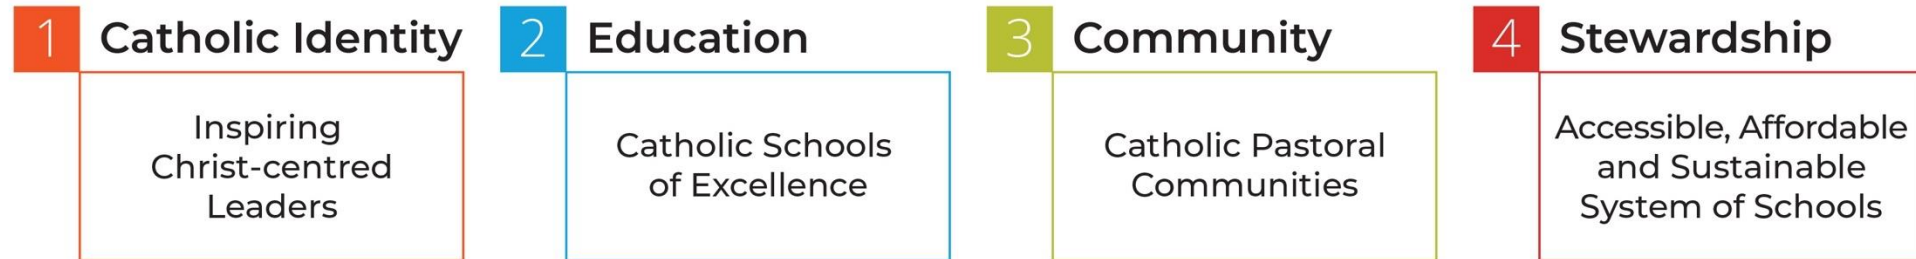 1 Catholic Identity
Inspiring
Christ-centred
Leaders
2 Education
Catholic Schools
of Excellence
3 Community
Catholic Pastoral
Communities
4 Stewardship
Accessible, Affordable
and Sustainable
System of Schools